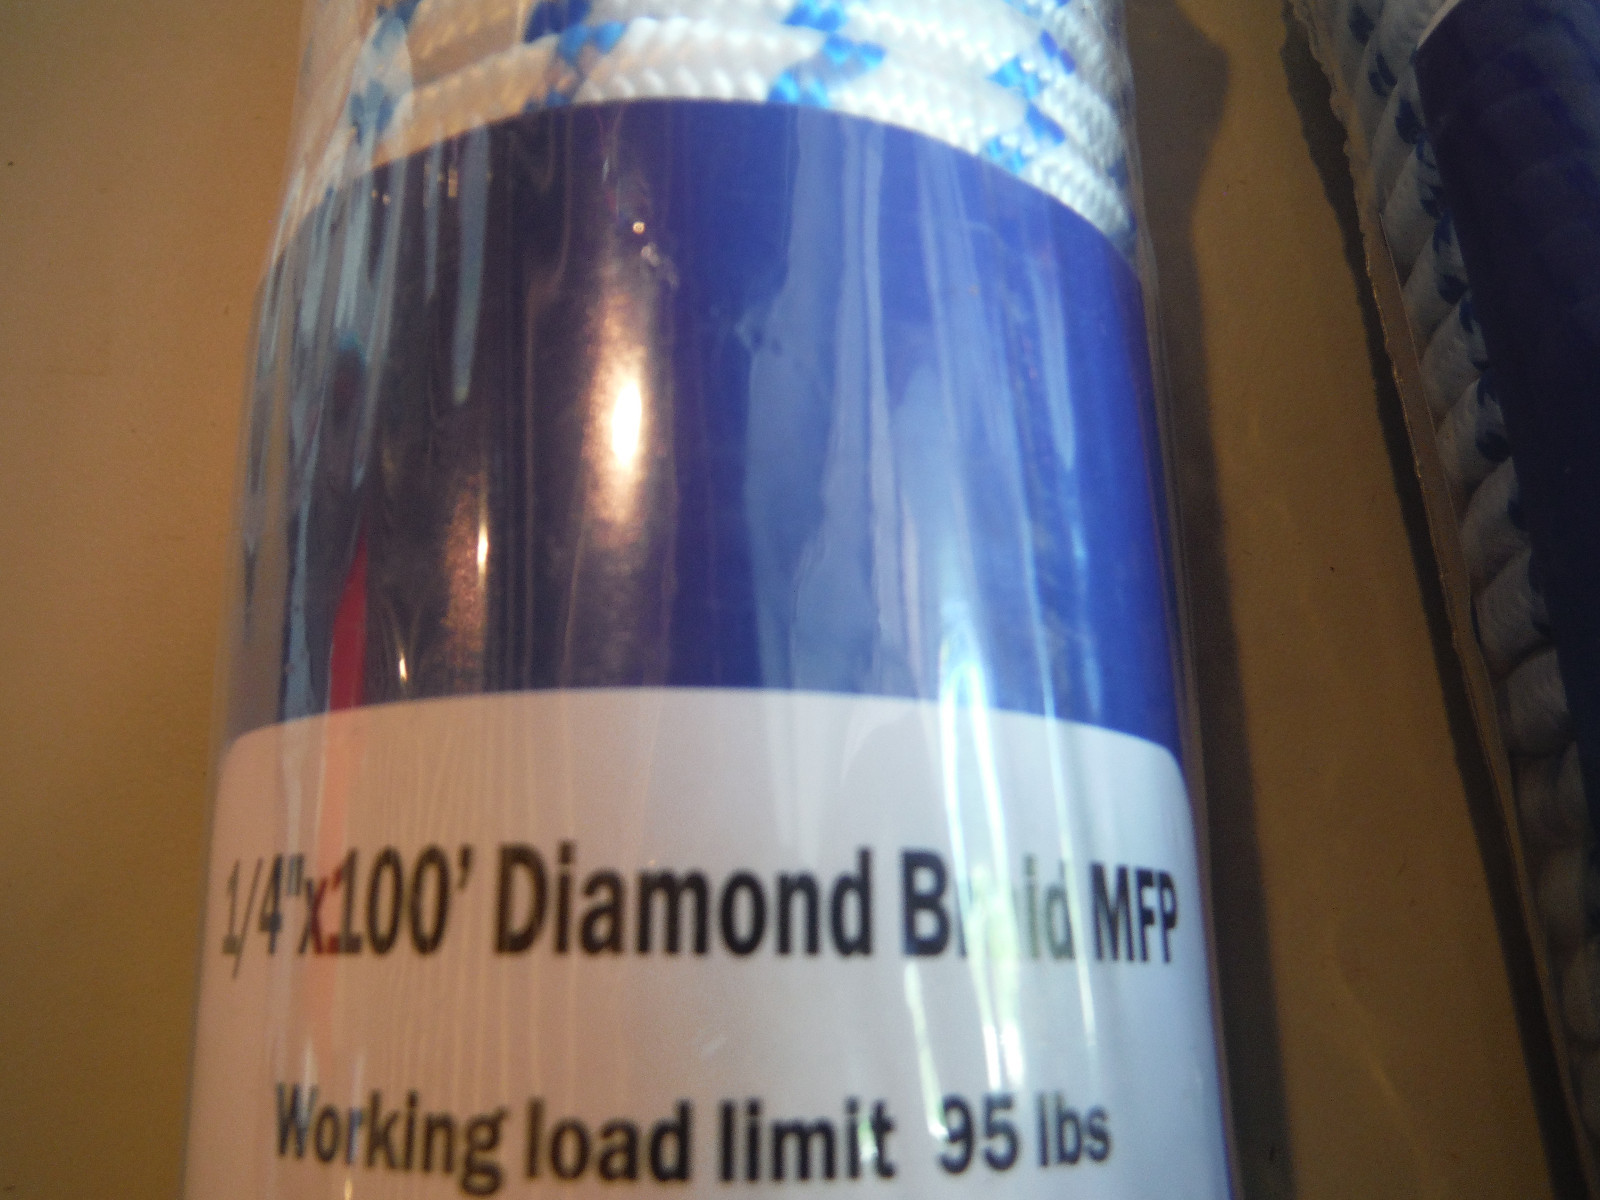 1/4"x100' Diamond Braid MFP
Working load limit 95 lbs